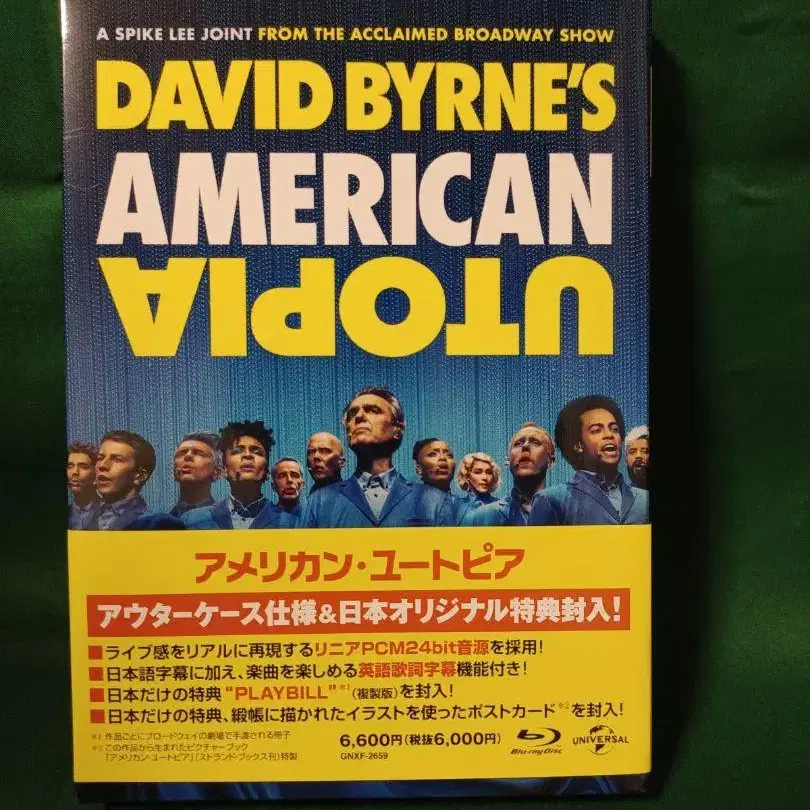 A SPIKE LEE JOINT FROM THE ACCLAIMED BROADWAY SHOW
DAVID BYRNE'S
AMERICAN
UTOPIA
アメリカン・ユートピア
アウターケース仕様&日本オリジナル特典封入!
■ライブ感をリアルに再現するリニアPCM24bit音源を採用!
■日本語字幕に加え、楽曲を楽しめる英語歌詞字幕機能付き!
■日本だけの特典"PLAYBILL"※1(複製版)を封入!
■日本だけの特典、緞帳に描かれたイラストを使ったポストカード※2を封入!
※1 作品ごとにブロードウェイの劇場で手渡される冊子
※2 この作品から生まれたピクチャーブック
「アメリカン・ユートピア」(ストランド・ブックス刊)特製
6,600円(税抜6,000円)
GNXF-2659
Blu-ray Disc
UNIVERSAL